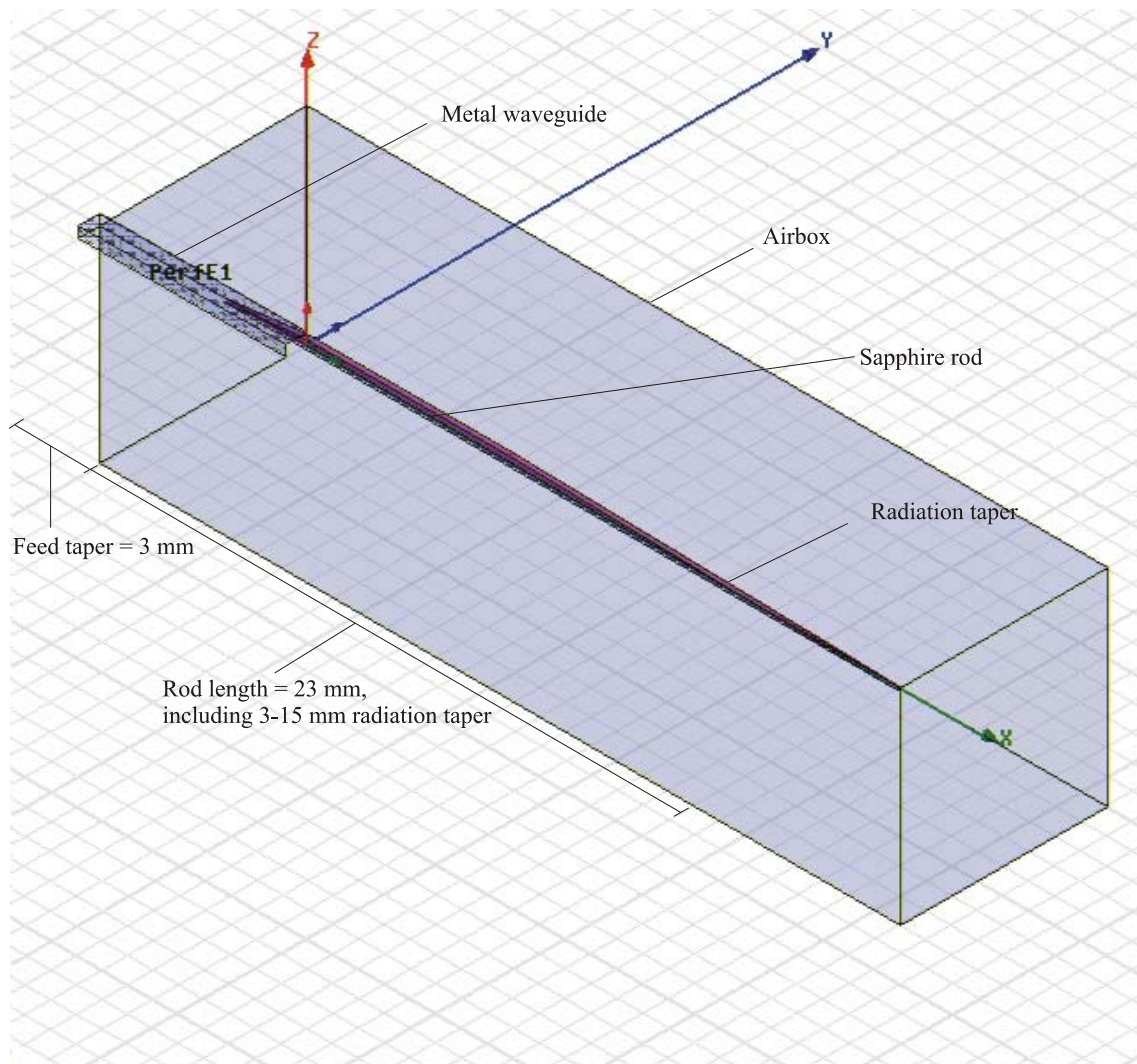 Z
Y
Metal waveguide
Airbox
PerfE1
Sapphire rod
Radiation taper
Feed taper = 3 mm
Rod length = 23 mm,
including 3-15 mm radiation taper
X